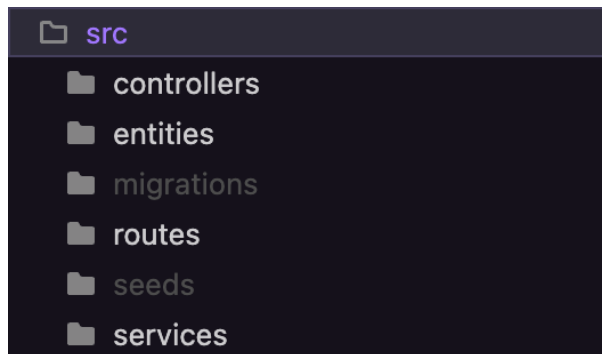 src
controllers
entities
migrations
routes
seeds
services